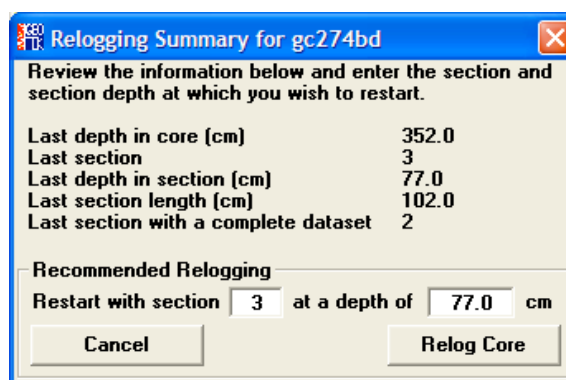 GEO
TK
Relogging Summary for gc274bd
Review the information below and enter the section and
section depth at which you wish to restart.
Last depth in core (cm) 352.0
Last section 3
Last depth in section (cm) 77.0
Last section length (cm) 102.0
Last section with a complete dataset 2
Recommended Relogging
Restart with section 3 at a depth of 77.0 cm
Cancel Relog Core